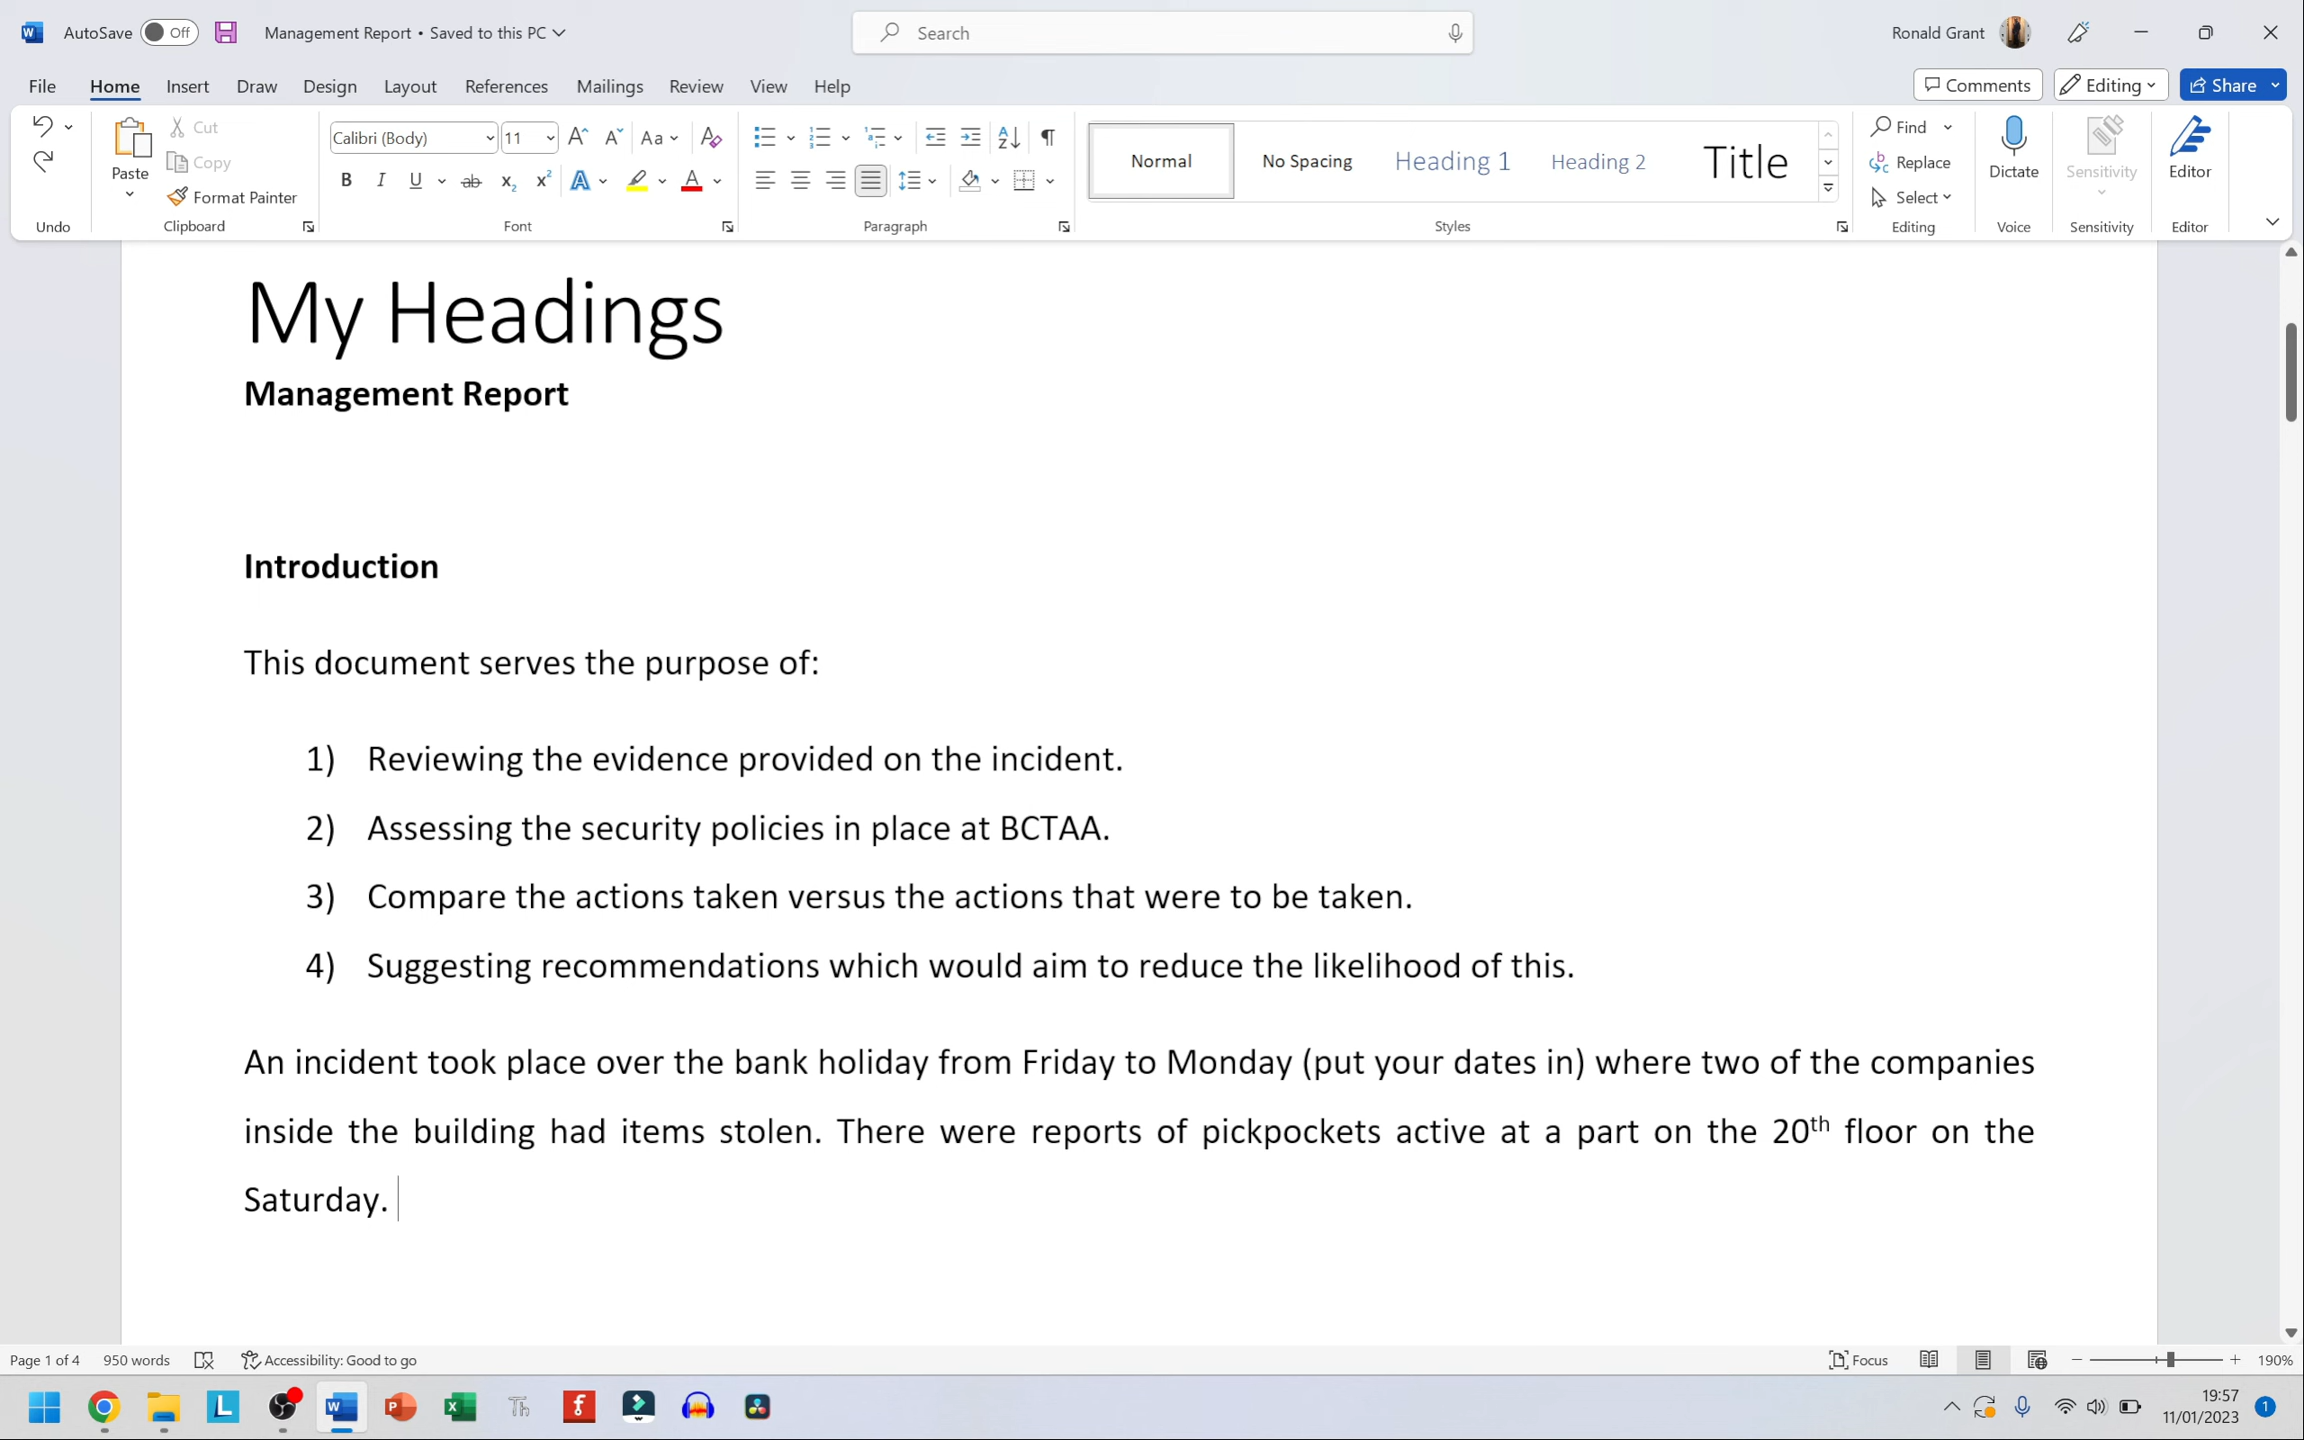 AutoSave Off Management Report • Saved to this PC Search Ronald Grant
File Home Insert Draw Design Layout References Mailings Review View Help Comments Editing Share
Paste Cut Copy Format Painter
Calibri (Body) 11 Aa
Normal No Spacing Heading 1 Heading 2 Title
Find Replace Select Dictate Sensitivity Editor
Undo Clipboard Font Paragraph Styles Editing Voice Sensitivity Editor
My Headings
Management Report
Introduction
This document serves the purpose of:
1) Reviewing the evidence provided on the incident.
2) Assessing the security policies in place at BCTAA.
3) Compare the actions taken versus the actions that were to be taken.
4) Suggesting recommendations which would aim to reduce the likelihood of this.
An incident took place over the bank holiday from Friday to Monday (put your dates in) where two of the companies
inside the building had items stolen. There were reports of pickpockets active at a part on the 20th floor on the
Saturday.
Page 1 of 4 950 words Accessibility: Good to go Focus 190%
19:57
11/01/2023 1